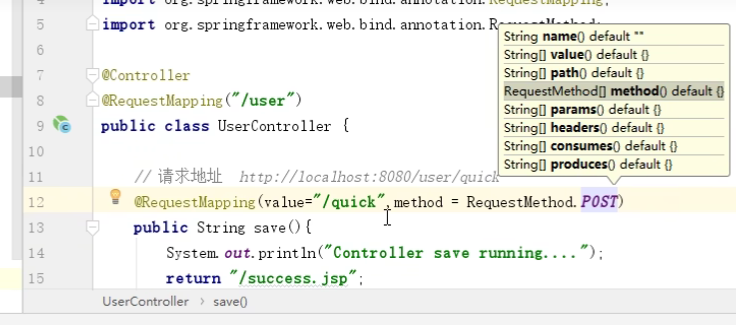 4 import org.springframework.web.bind.annotation.RequestMapping;
5 import org.springframework.web.bind.annotation.RequestMethod;
6
7 @Controller
8 @RequestMapping("/user")
9 public class UserController {
10
11 // 请求地址 http://localhost:8080/user/quick
12 @RequestMapping(value="/quick",method = RequestMethod.POST)
13 public String save(){
14 System.out.println("Controller save running....");
15 return "/success.jsp";
String name() default ""
String[] value() default {}
String[] path() default {}
RequestMethod[] method() default {}
String[] params() default {}
String[] headers() default {}
String[] consumes() default {}
String[] produces() default {}
UserController › save()